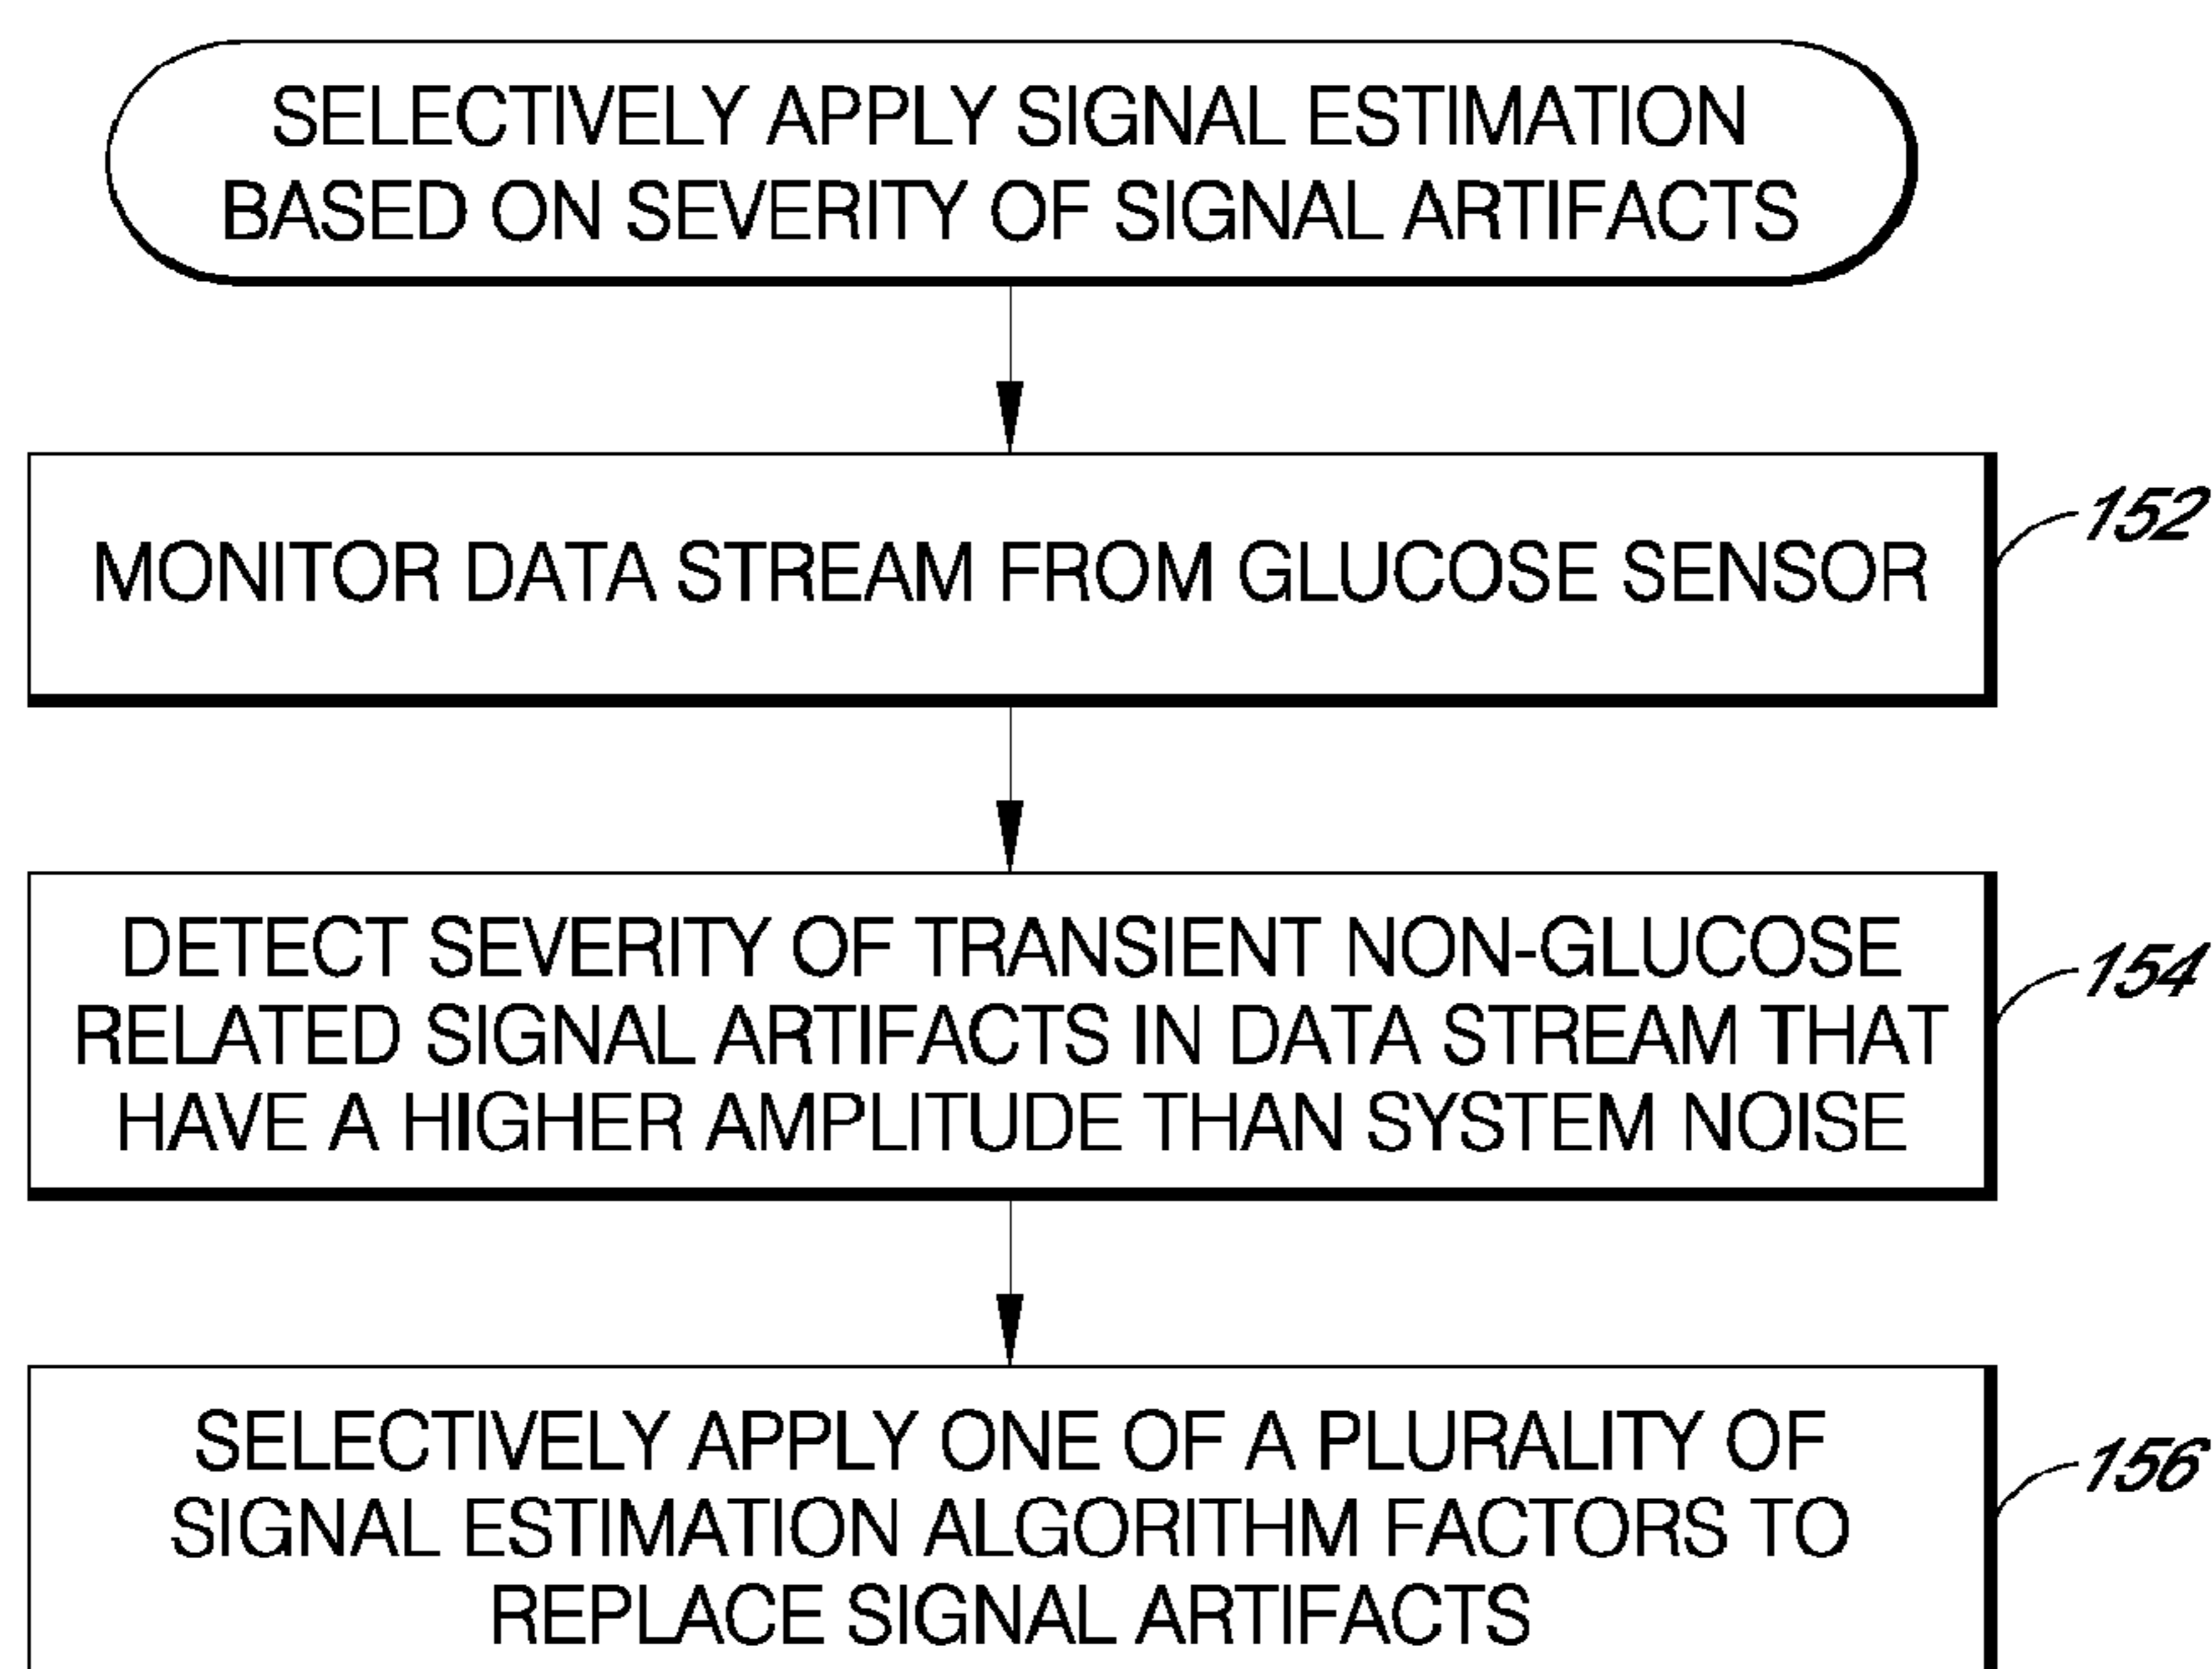 SELECTIVELY APPLY SIGNAL ESTIMATION
BASED ON SEVERITY OF SIGNAL ARTIFACTS
MONITOR DATA STREAM FROM GLUCOSE SENSOR
152
DETECT SEVERITY OF TRANSIENT NON-GLUCOSE
RELATED SIGNAL ARTIFACTS IN DATA STREAM THAT
HAVE A HIGHER AMPLITUDE THAN SYSTEM NOISE
154
SELECTIVELY APPLY ONE OF A PLURALITY OF
SIGNAL ESTIMATION ALGORITHM FACTORS TO
REPLACE SIGNAL ARTIFACTS
156